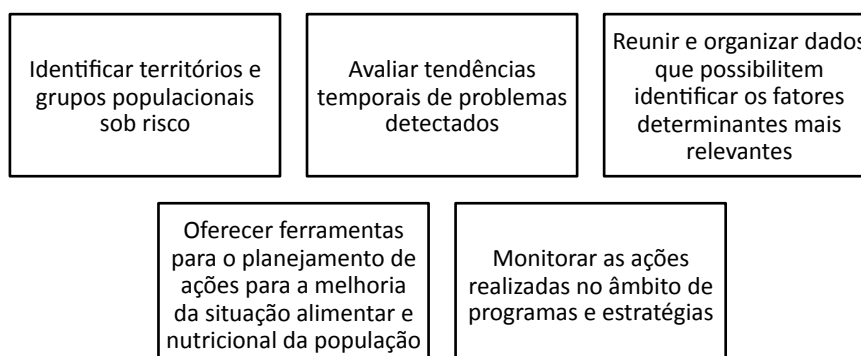 Identificar territórios e
grupos populacionais
sob risco
Avaliar tendências
temporais de problemas
detectados
Reunir e organizar dados
que possibilitem
identificar os fatores
determinantes mais
relevantes
Oferecer ferramentas
para o planejamento de
ações para a melhoria
da situação alimentar e
nutricional da população
Monitorar as ações
realizadas no âmbito de
programas e estratégias